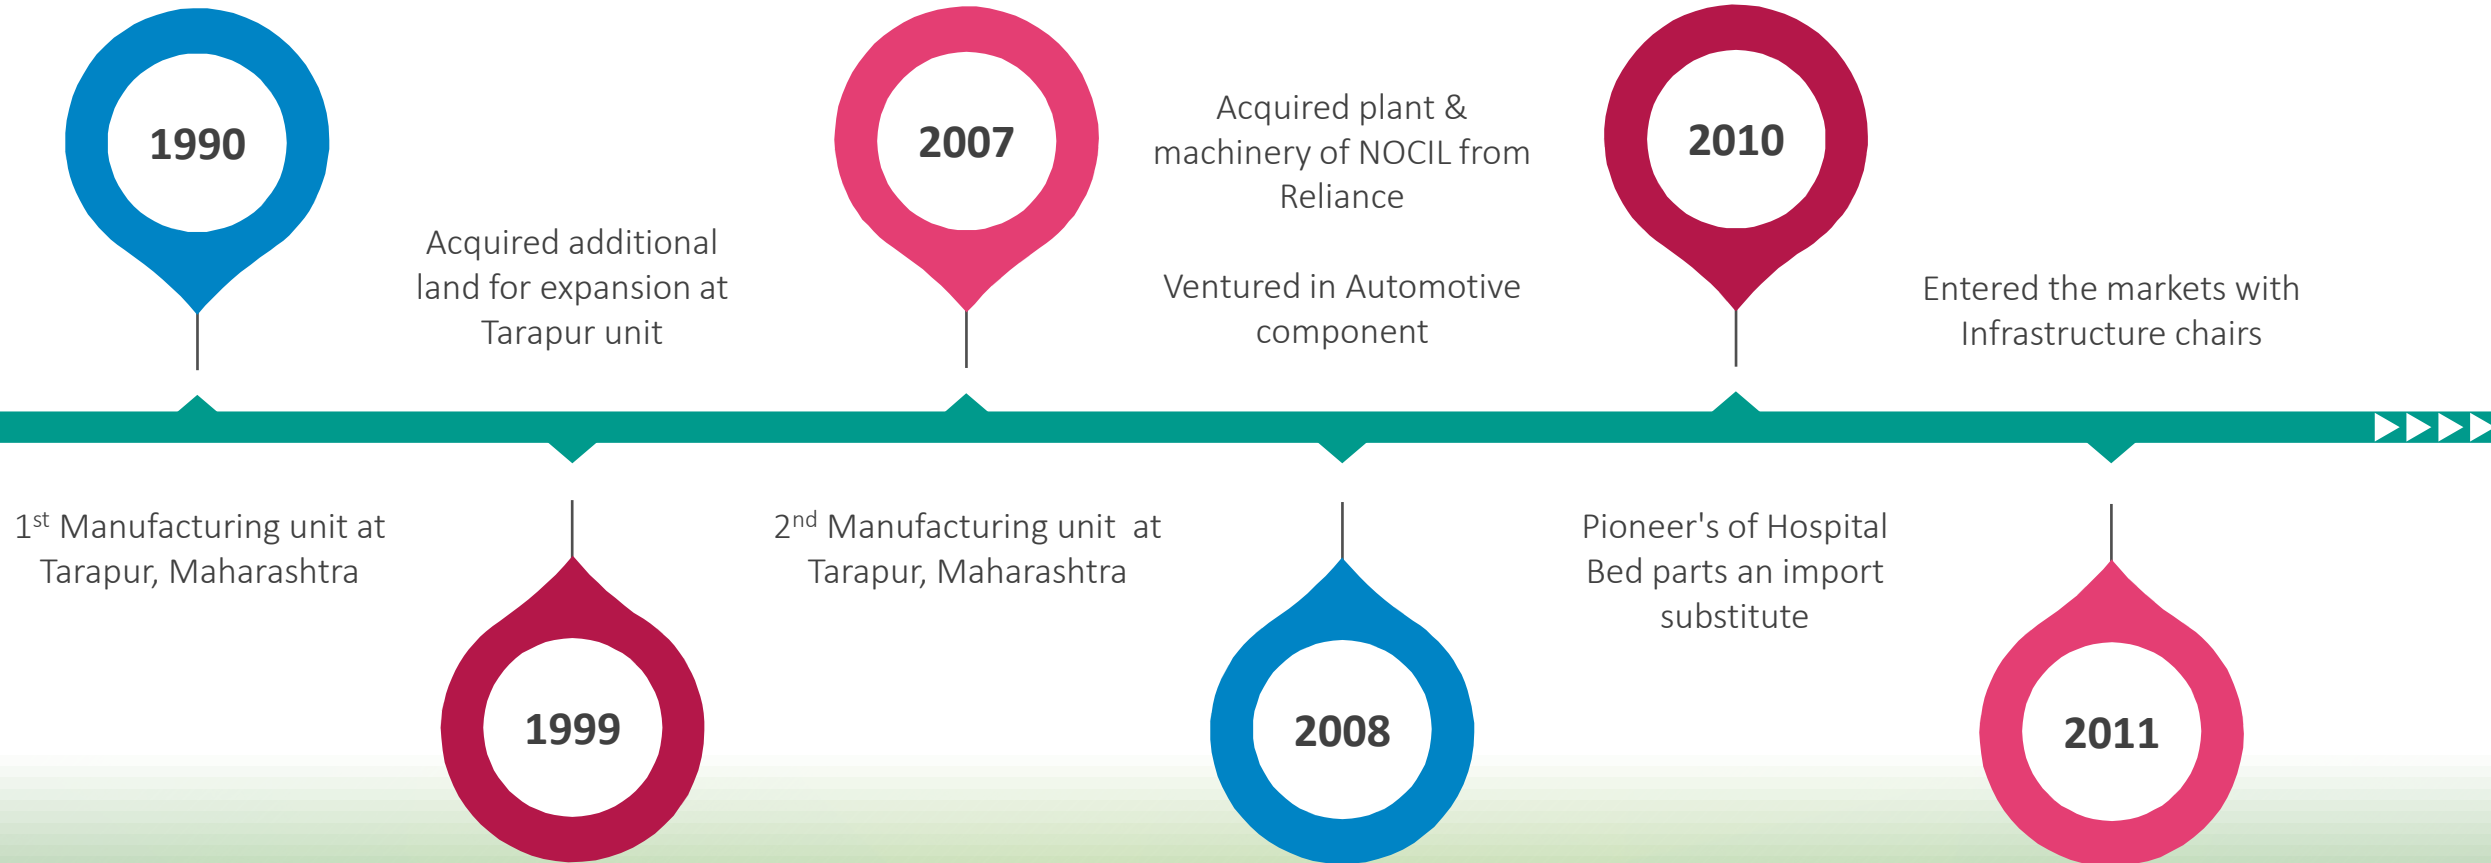 1990
1st Manufacturing unit at
Tarapur, Maharashtra
Acquired additional
land for expansion at
Tarapur unit
1999
2007
2nd Manufacturing unit at
Tarapur, Maharashtra
Acquired plant &
machinery of NOCIL from
Reliance
Ventured in Automotive
component
2008
2010
Pioneer's of Hospital
Bed parts an import
substitute
Entered the markets with
Infrastructure chairs
2011